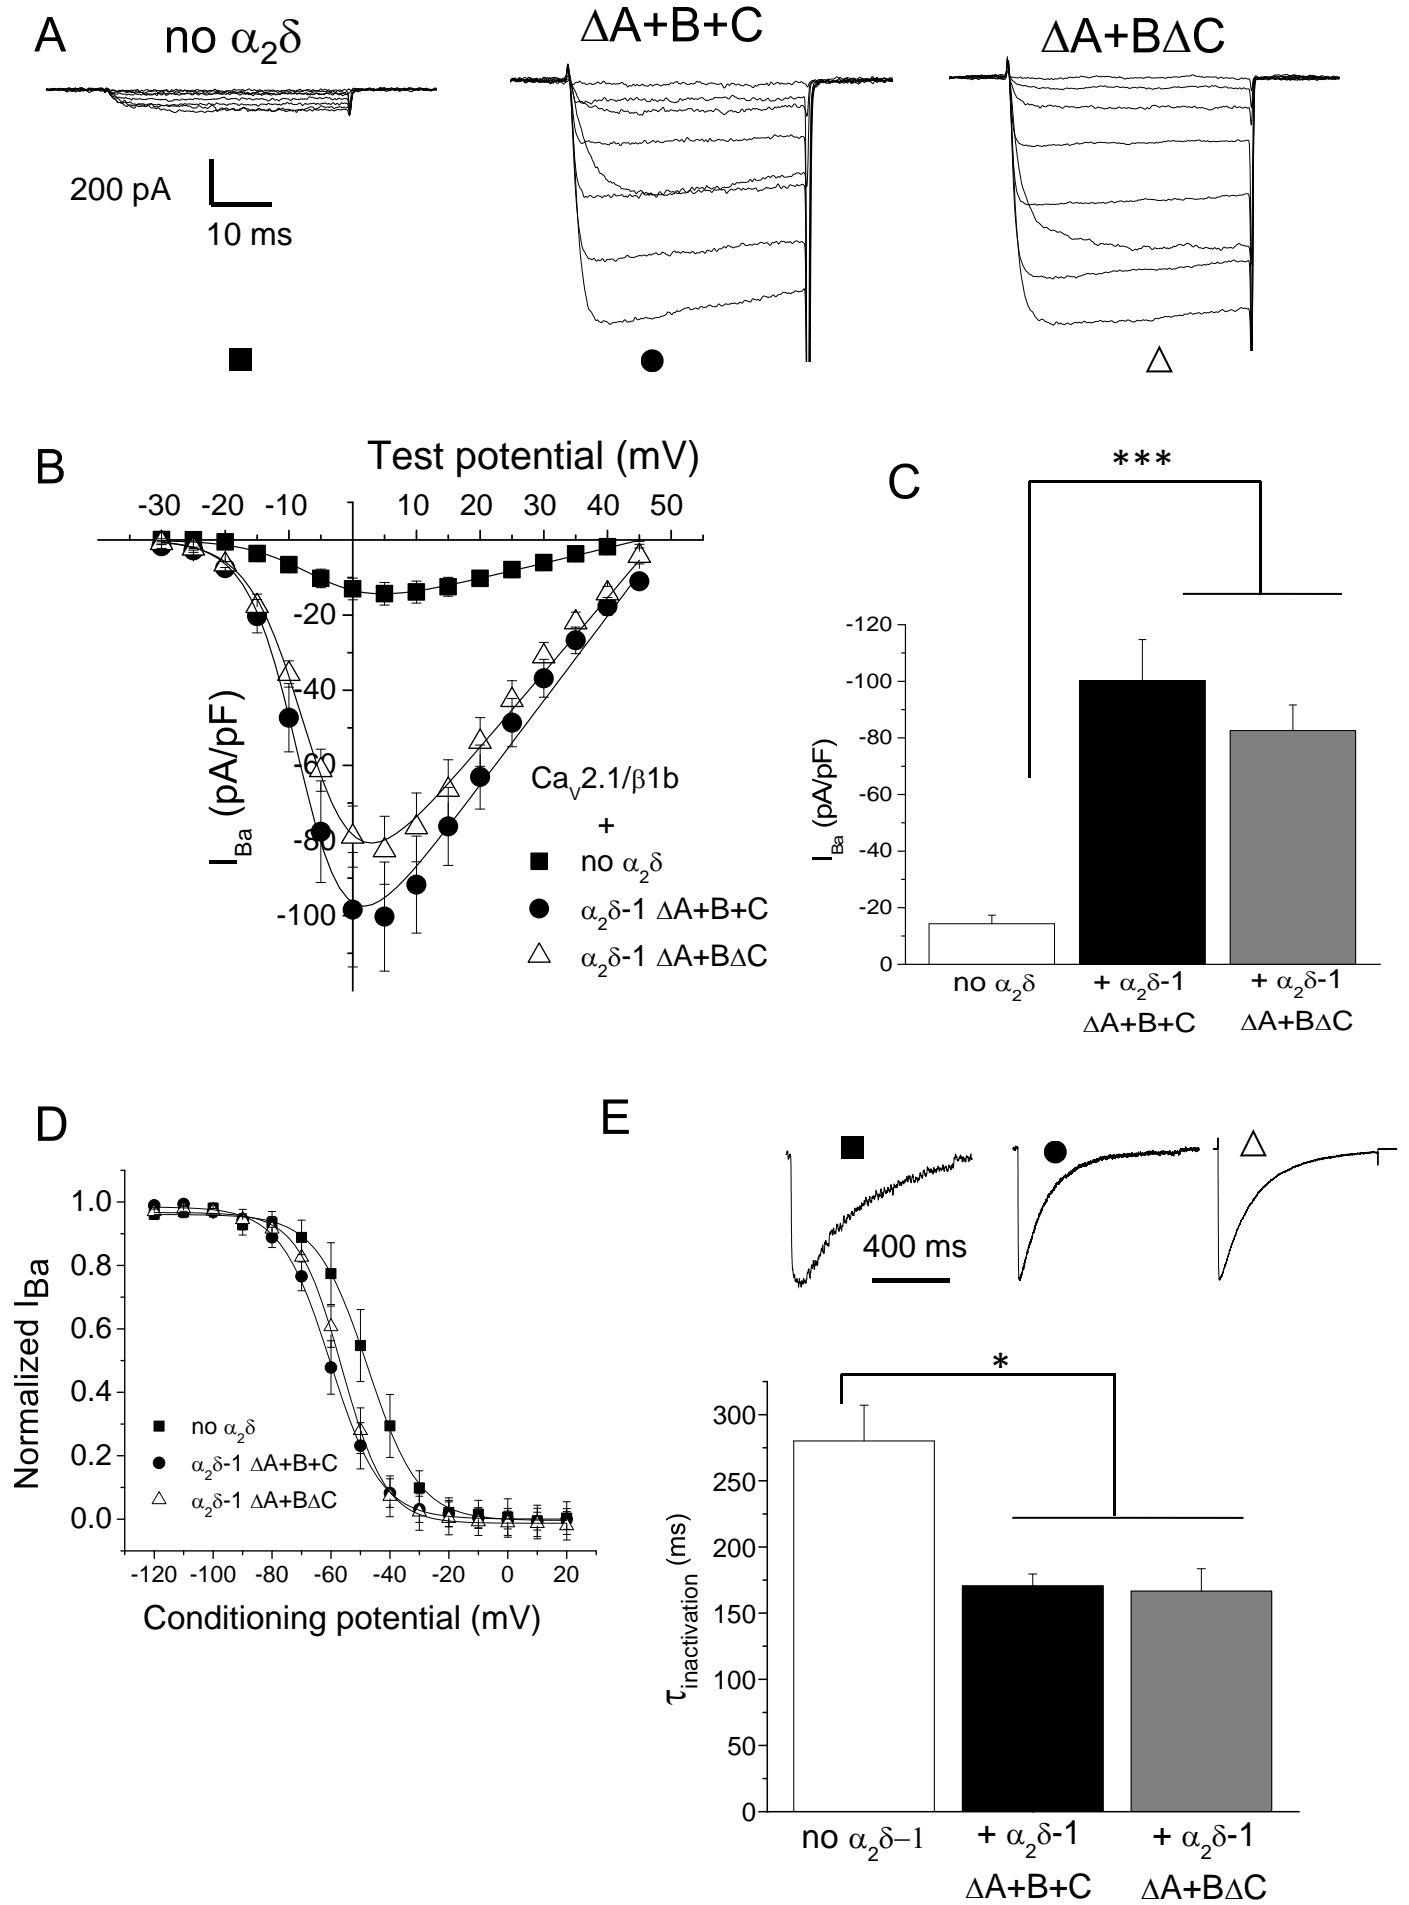 A
no α₂δ
ΔA+B+C
ΔA+BΔC
200 pA
10 ms
B
Test potential (mV)
-30 -20 -10 10 20 30 40 50
-20
-40
-60
-80
-100
I_Ba (pA/pF)
Ca_V2.1/β1b
+
no α₂δ
α₂δ-1 ΔA+B+C
α₂δ-1 ΔA+BΔC
C
***
-120
-100
-80
-60
-40
-20
0
I_Ba (pA/pF)
no α₂δ
+ α₂δ-1
ΔA+B+C
+ α₂δ-1
ΔA+BΔC
D
1.0
0.8
0.6
0.4
0.2
0.0
Normalized I_Ba
no α₂δ
α₂δ-1 ΔA+B+C
α₂δ-1 ΔA+BΔC
-120 -100 -80 -60 -40 -20 0 20
Conditioning potential (mV)
E
400 ms
*
300
250
200
150
100
50
0
τ_inactivation (ms)
no α₂δ−1
+ α₂δ-1
ΔA+B+C
+ α₂δ-1
ΔA+BΔC